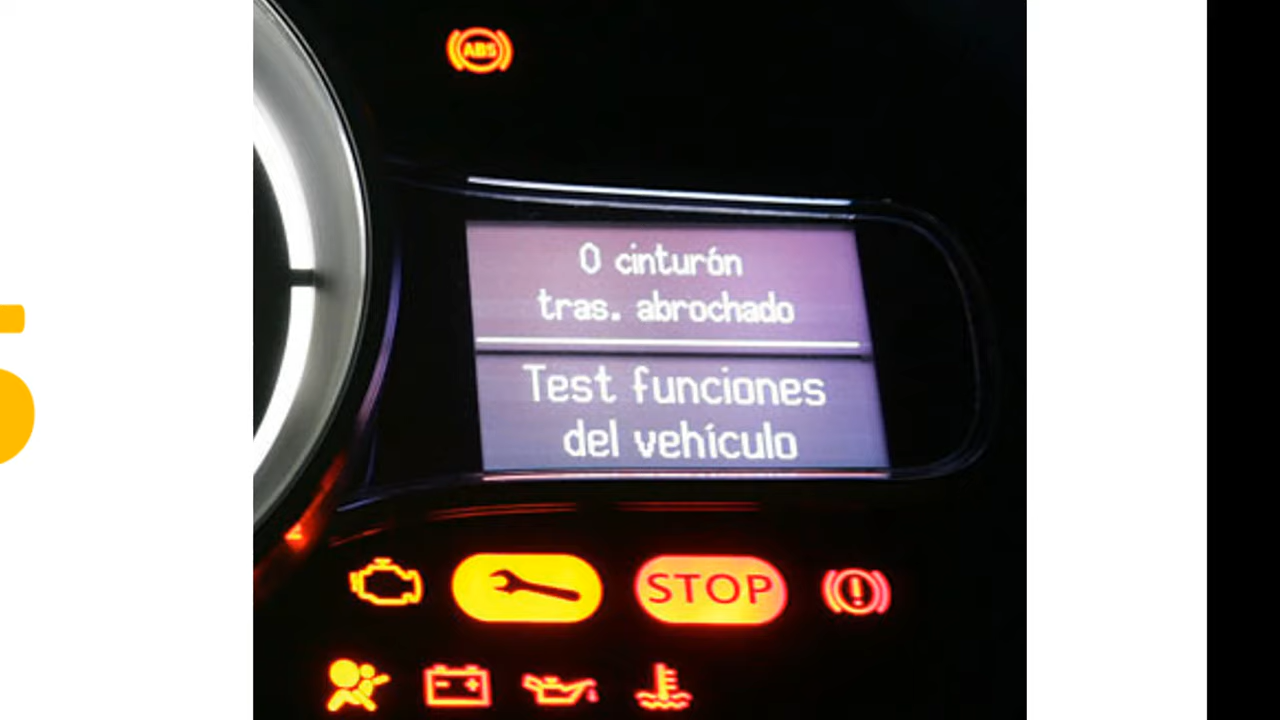 ABS
0 cinturón
tras. abrochado
Test funciones
del vehículo
STOP